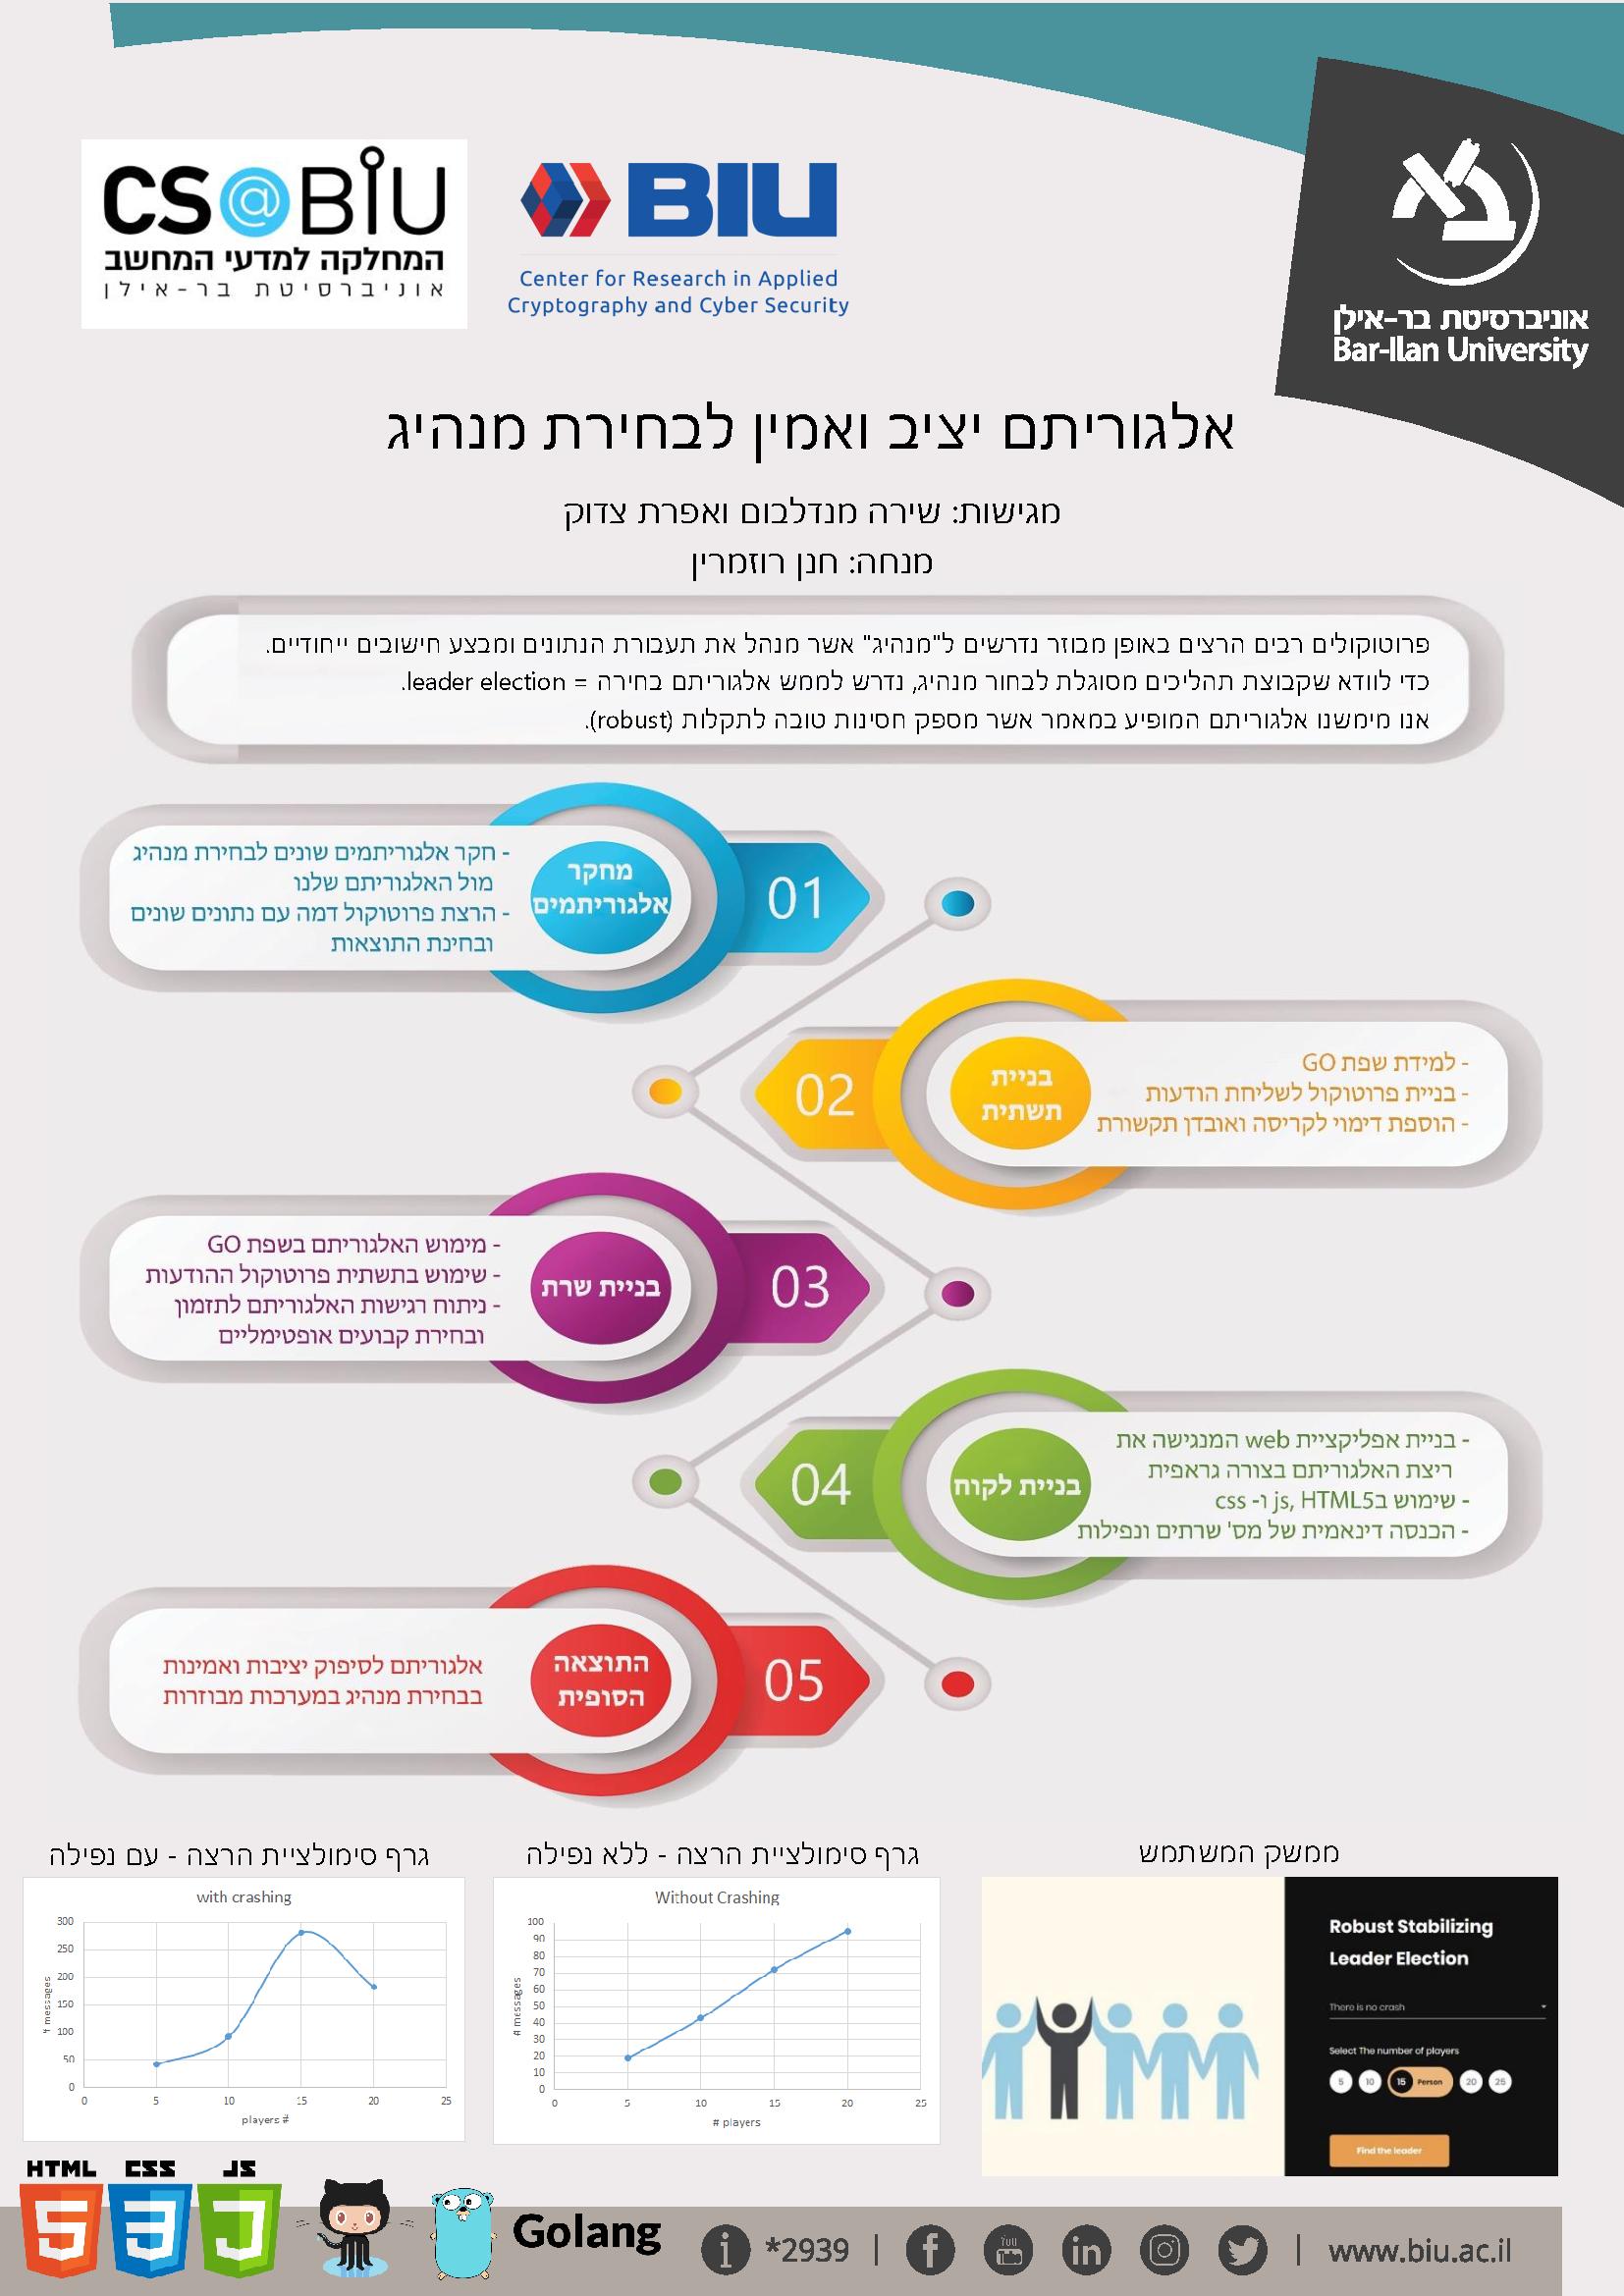 CS@BIU
המחלקה למדעי המחשב
אוניברסיטת בר-אילן
BIU
Center for Research in Applied
Cryptography and Cyber Security
אוניברסיטת בר-אילן
Bar-Ilan University
אלגוריתם יציב ואמין לבחירת מנהיג
מגישות: שירה מנדלבום ואפרת צדוק
מנחה: חנן רוזמרין
פרוטוקולים רבים הרצים באופן מבוזר נדרשים ל"מנהיג" אשר מנהל את תעבורת הנתונים ומבצע חישובים ייחודיים.
כדי לוודא שקבוצת תהליכים מסוגלת לבחור מנהיג, נדרש לממש אלגוריתם בחירה = leader election.
אנו מימשנו אלגוריתם המופיע במאמר אשר מספק חסינות טובה לתקלות (robust).
01
מחקר
אלגוריתמים
- חקר אלגוריתמים שונים לבחירת מנהיג
מול האלגוריתם שלנו
- הרצת פרוטוקול דמה עם נתונים שונים
ובחינת התוצאות
02
בניית
תשתית
- למידת שפת GO
- בניית פרוטוקול לשליחת הודעות
- הוספת דימוי לקריסה ואובדן תקשורת
03
בניית שרת
- מימוש האלגוריתם בשפת GO
- שימוש בתשתית פרוטוקול ההודעות
- ניתוח רגישות האלגוריתם לתזמון
ובחירת קבועים אופטימליים
04
בניית לקוח
- בניית אפליקציית web המנגישה את
ריצת האלגוריתם בצורה גראפית
- שימוש בjs, HTML5 ו- css
- הכנסה דינאמית של מס' שרתים ונפילות
05
התוצאה
הסופית
אלגוריתם לסיפוק יציבות ואמינות
בבחירת מנהיג במערכות מבוזרות
ממשק המשתמש
Robust Stabilizing
Leader Election
There is no crash
Select The number of players
5 10 15 Person 20 25
Find the leader
גרף סימולציית הרצה - ללא נפילה
Without Crashing
100
90
80
70
60
50
40
30
20
10
0
# messages
0 5 10 15 20 25
# players
גרף סימולציית הרצה - עם נפילה
with crashing
300
250
200
150
100
50
0
# messages
0 5 10 15 20 25
players #
HTML CSS JS
5 3 J
Golang
*2939 | You | www.biu.ac.il